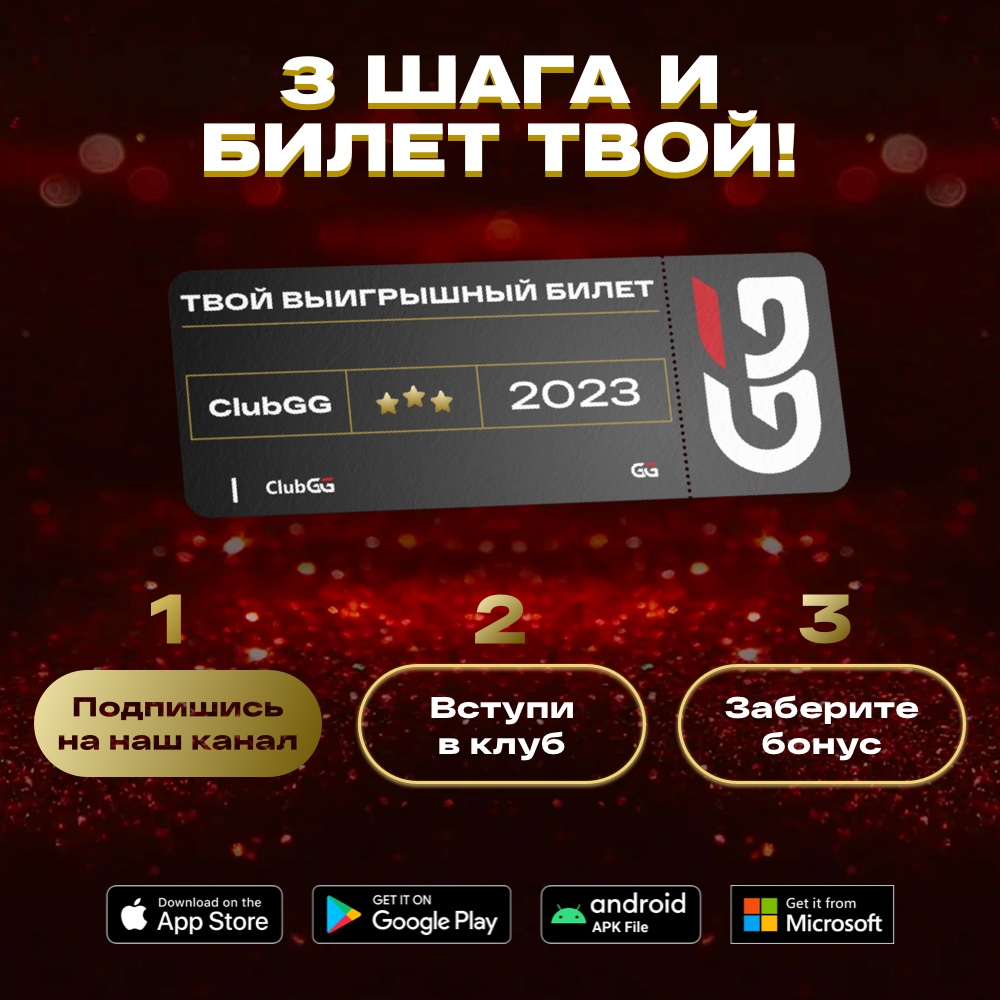 3 ШАГА И
БИЛЕТ ТВОЙ!
ТВОЙ ВЫИГРЫШНЫЙ БИЛЕТ
ClubGG
2023
ClubGG
GG
GG
1
Подпишись
на наш канал
2
Вступи
в клуб
3
Заберите
бонус
Download on the
App Store
GET IT ON
Google Play
android
APK File
Get it from
Microsoft